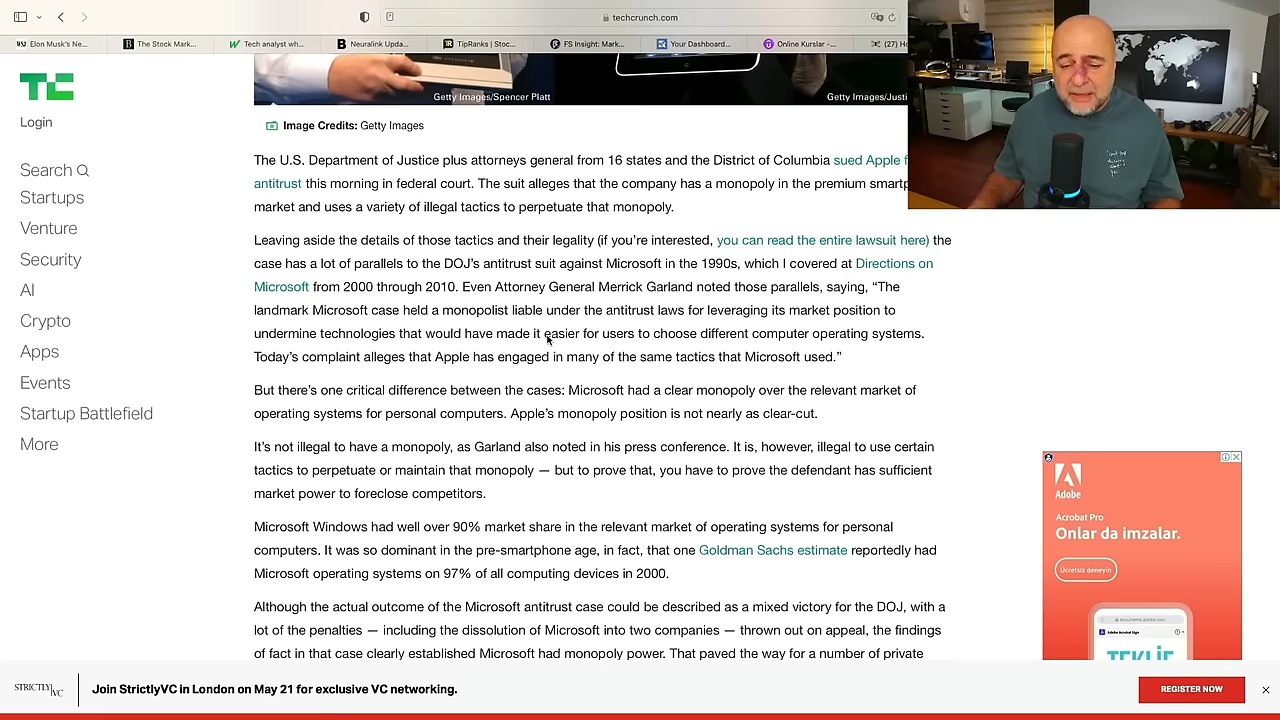 techcrunch.com
Elon Musk's Ne...
The Stock Mark...
Tech analyst wh...
Neuralink Upda...
TipRanks | Stoc...
FS Insight: Mark...
Your Dashboard...
Online Kurslar -...
(27) Ho
TC
Login
Search
Startups
Venture
Security
AI
Crypto
Apps
Events
Startup Battlefield
More
Getty Images/Spencer Platt
Getty Images/Justi
Image Credits: Getty Images
The U.S. Department of Justice plus attorneys general from 16 states and the District of Columbia sued Apple f
antitrust this morning in federal court. The suit alleges that the company has a monopoly in the premium smartp
market and uses a variety of illegal tactics to perpetuate that monopoly.
Leaving aside the details of those tactics and their legality (if you're interested, you can read the entire lawsuit here) the
case has a lot of parallels to the DOJ's antitrust suit against Microsoft in the 1990s, which I covered at Directions on
Microsoft from 2000 through 2010. Even Attorney General Merrick Garland noted those parallels, saying, “The
landmark Microsoft case held a monopolist liable under the antitrust laws for leveraging its market position to
undermine technologies that would have made it easier for users to choose different computer operating systems.
Today's complaint alleges that Apple has engaged in many of the same tactics that Microsoft used.”
But there's one critical difference between the cases: Microsoft had a clear monopoly over the relevant market of
operating systems for personal computers. Apple's monopoly position is not nearly as clear-cut.
It's not illegal to have a monopoly, as Garland also noted in his press conference. It is, however, illegal to use certain
tactics to perpetuate or maintain that monopoly — but to prove that, you have to prove the defendant has sufficient
market power to foreclose competitors.
Microsoft Windows had well over 90% market share in the relevant market of operating systems for personal
computers. It was so dominant in the pre-smartphone age, in fact, that one Goldman Sachs estimate reportedly had
Microsoft operating systems on 97% of all computing devices in 2000.
Although the actual outcome of the Microsoft antitrust case could be described as a mixed victory for the DOJ, with a
lot of the penalties — including the dissolution of Microsoft into two companies — thrown out on appeal, the findings
of fact in that case clearly established Microsoft had monopoly power. That paved the way for a number of private
Adobe
Acrobat Pro
Onlar da imzalar.
Ücretsiz deneyin
documents.adobe.com
Adobe Acrobat Sign
TEKLİF
STRICTLYVC
Join StrictlyVC in London on May 21 for exclusive VC networking.
REGISTER NOW